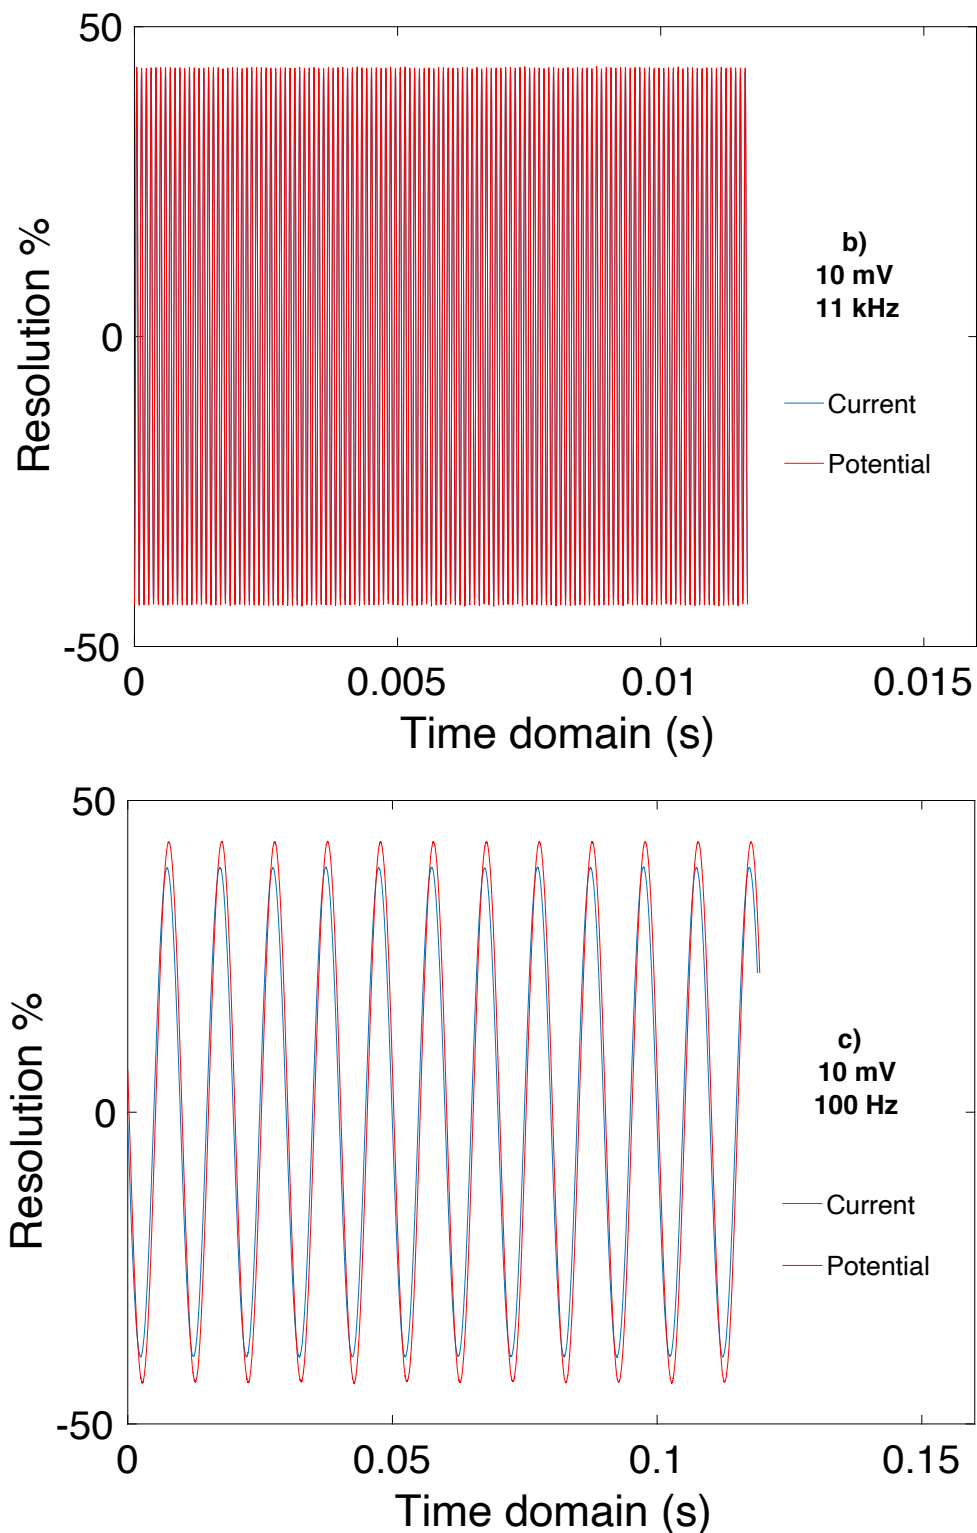 50
Resolution %
0
b)
10 mV
11 kHz
Current
Potential
-50
0
0.005
0.01
0.015
Time domain (s)
50
Resolution %
0
c)
10 mV
100 Hz
Current
Potential
-50
0
0.05
0.1
0.15
Time domain (s)